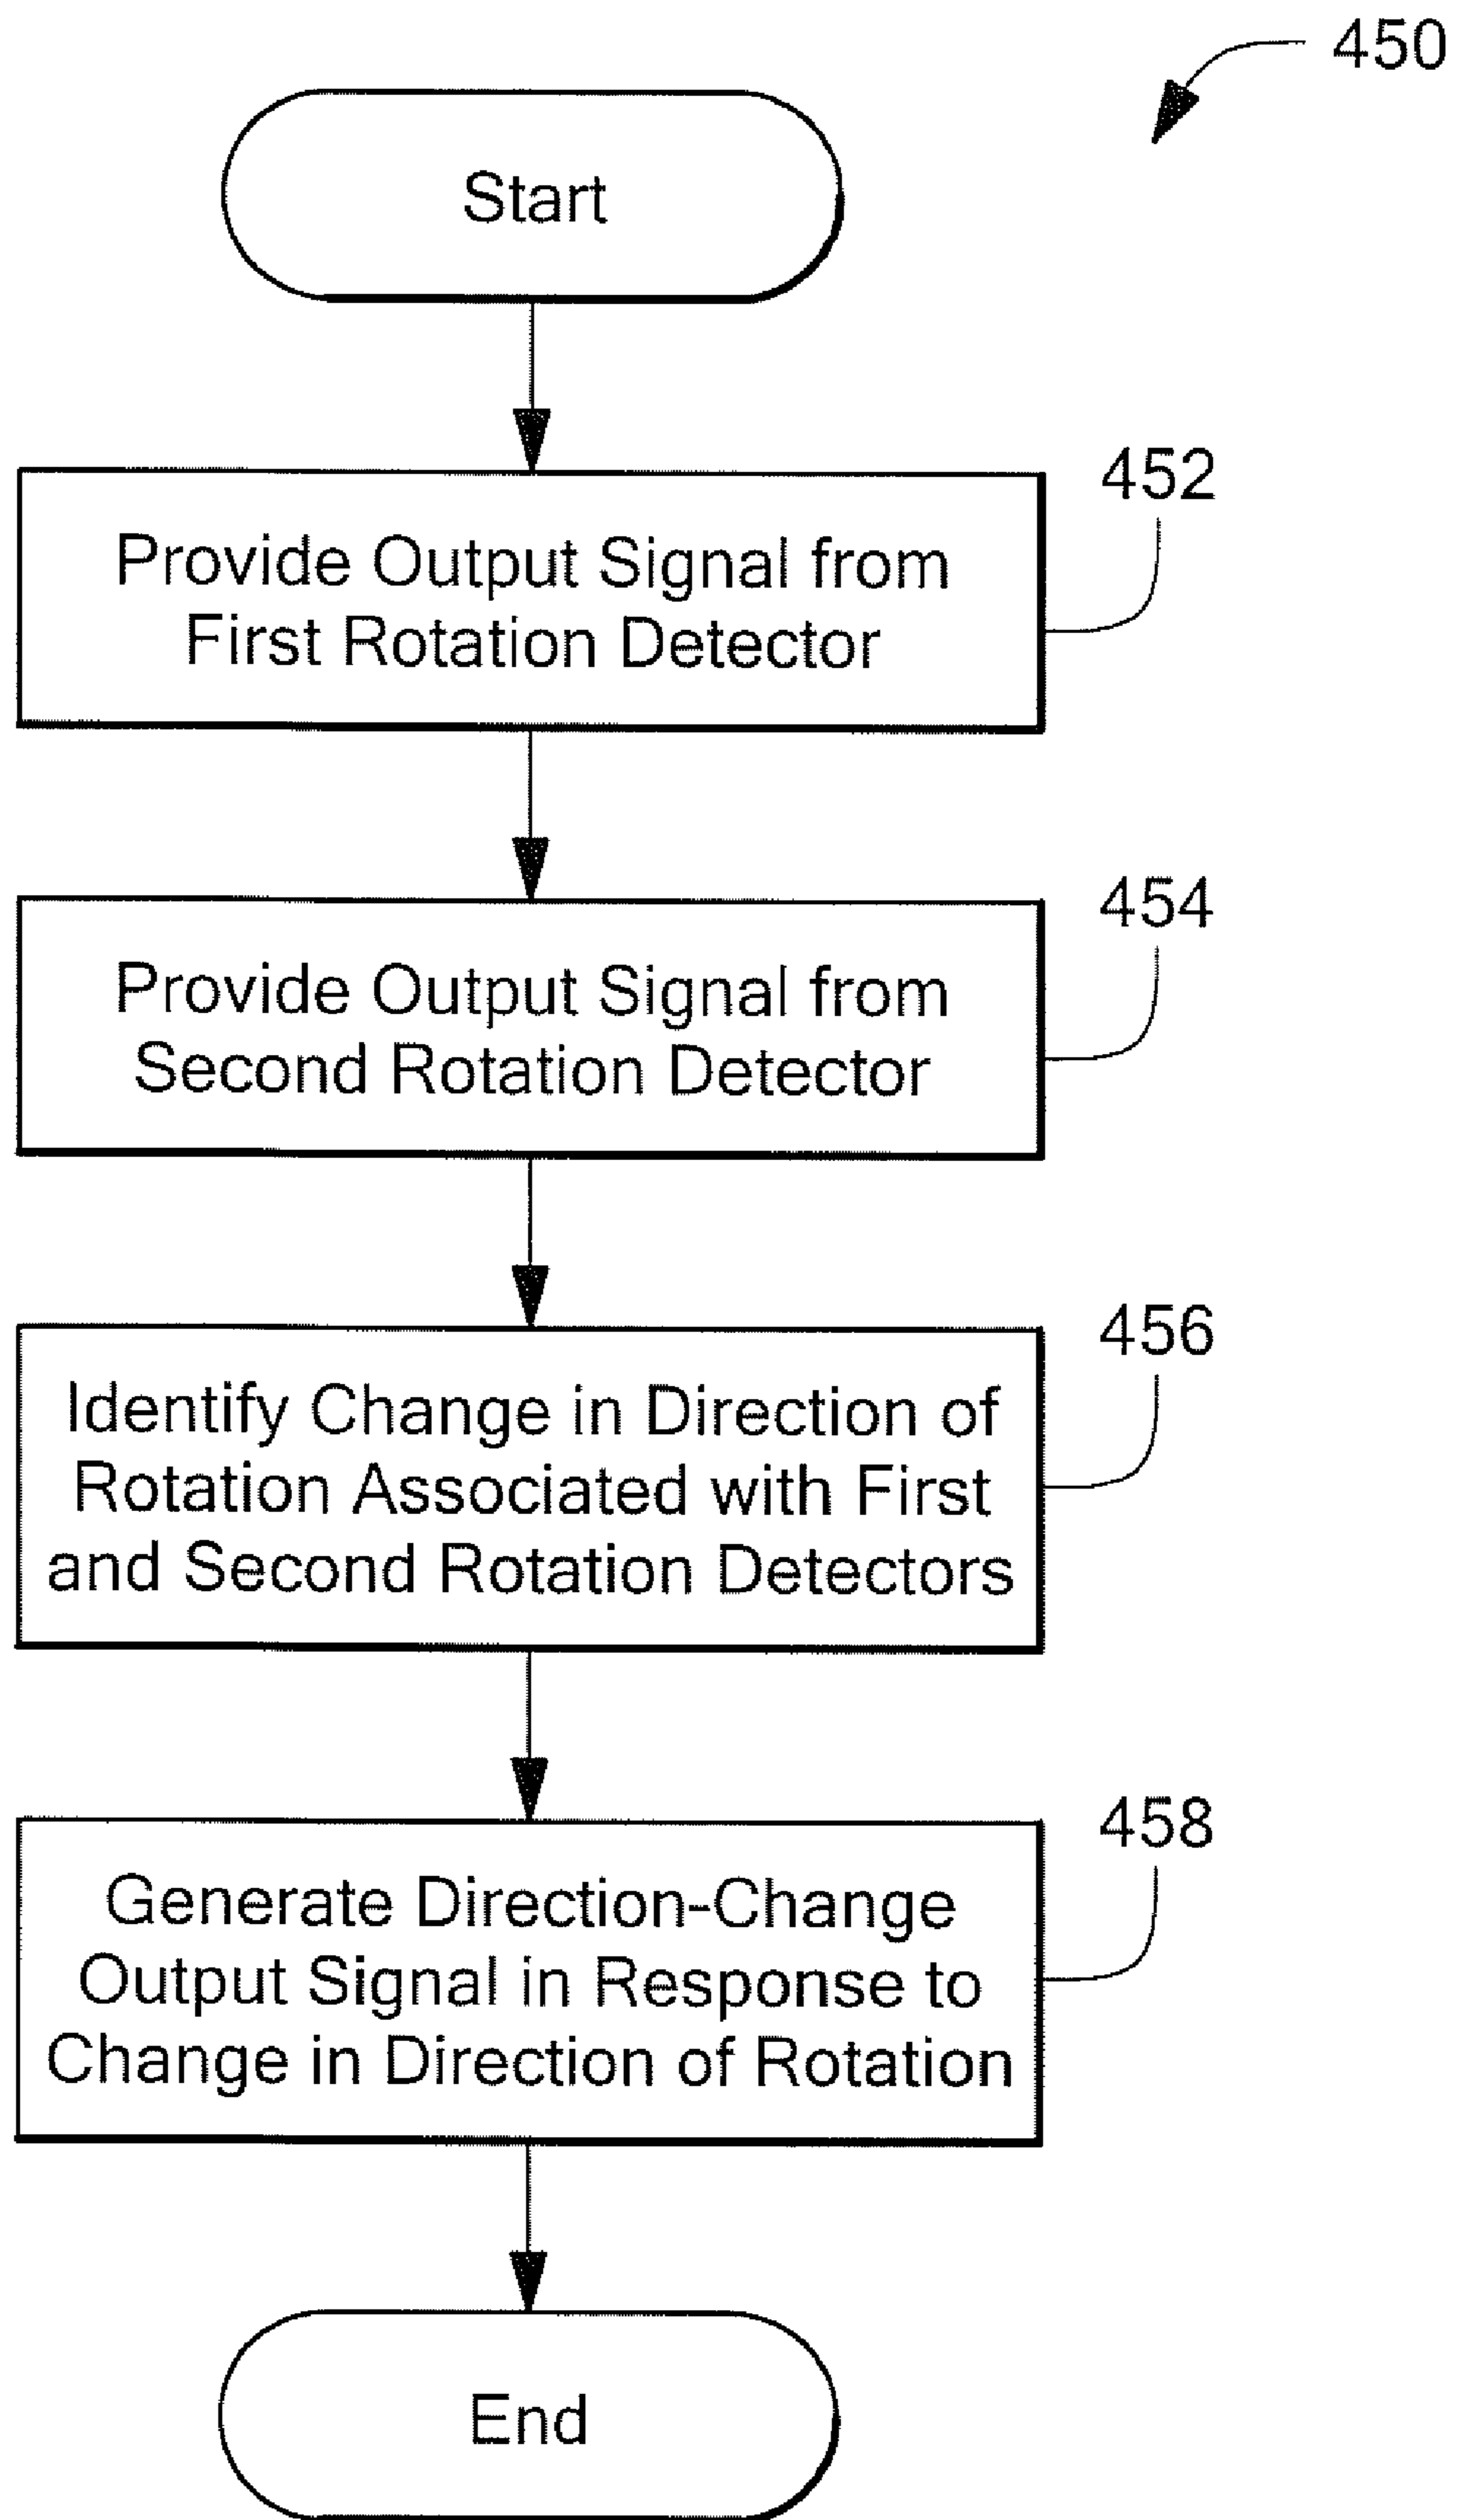 450
Start
452
Provide Output Signal from
First Rotation Detector
454
Provide Output Signal from
Second Rotation Detector
456
Identify Change in Direction of
Rotation Associated with First
and Second Rotation Detectors
458
Generate Direction-Change
Output Signal in Response to
Change in Direction of Rotation
End